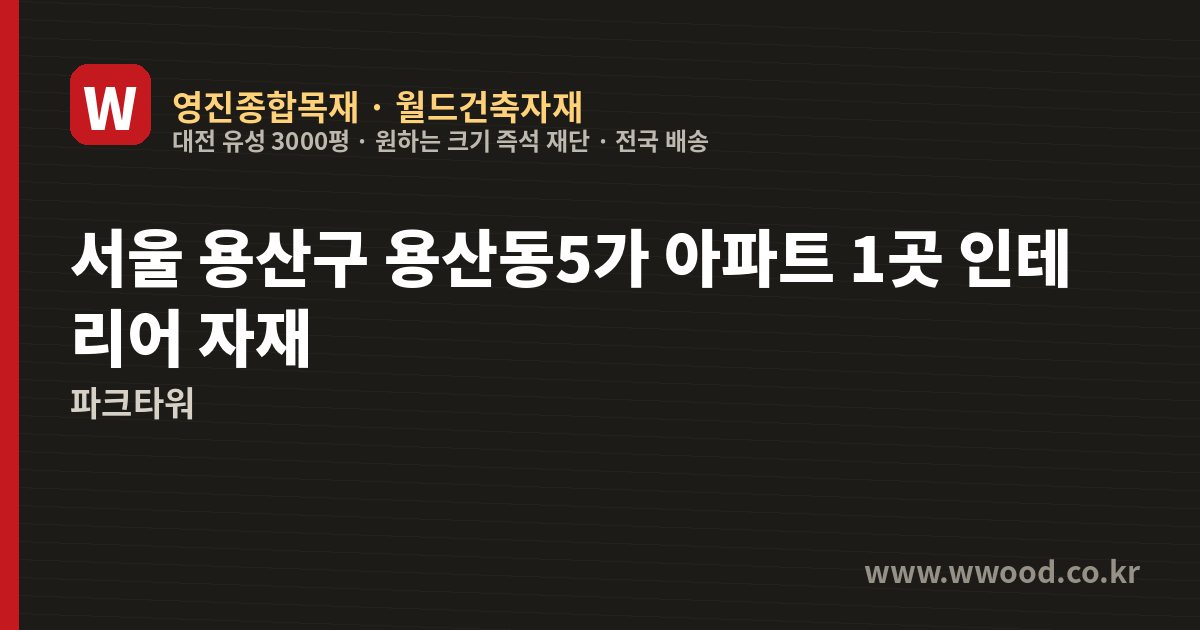 W
영진종합목재 · 월드건축자재
대전 유성 3000평 · 원하는 크기 즉석 재단 · 전국 배송
서울 용산구 용산동5가 아파트 1곳 인테
리어 자재
파크타워
www.wwood.co.kr